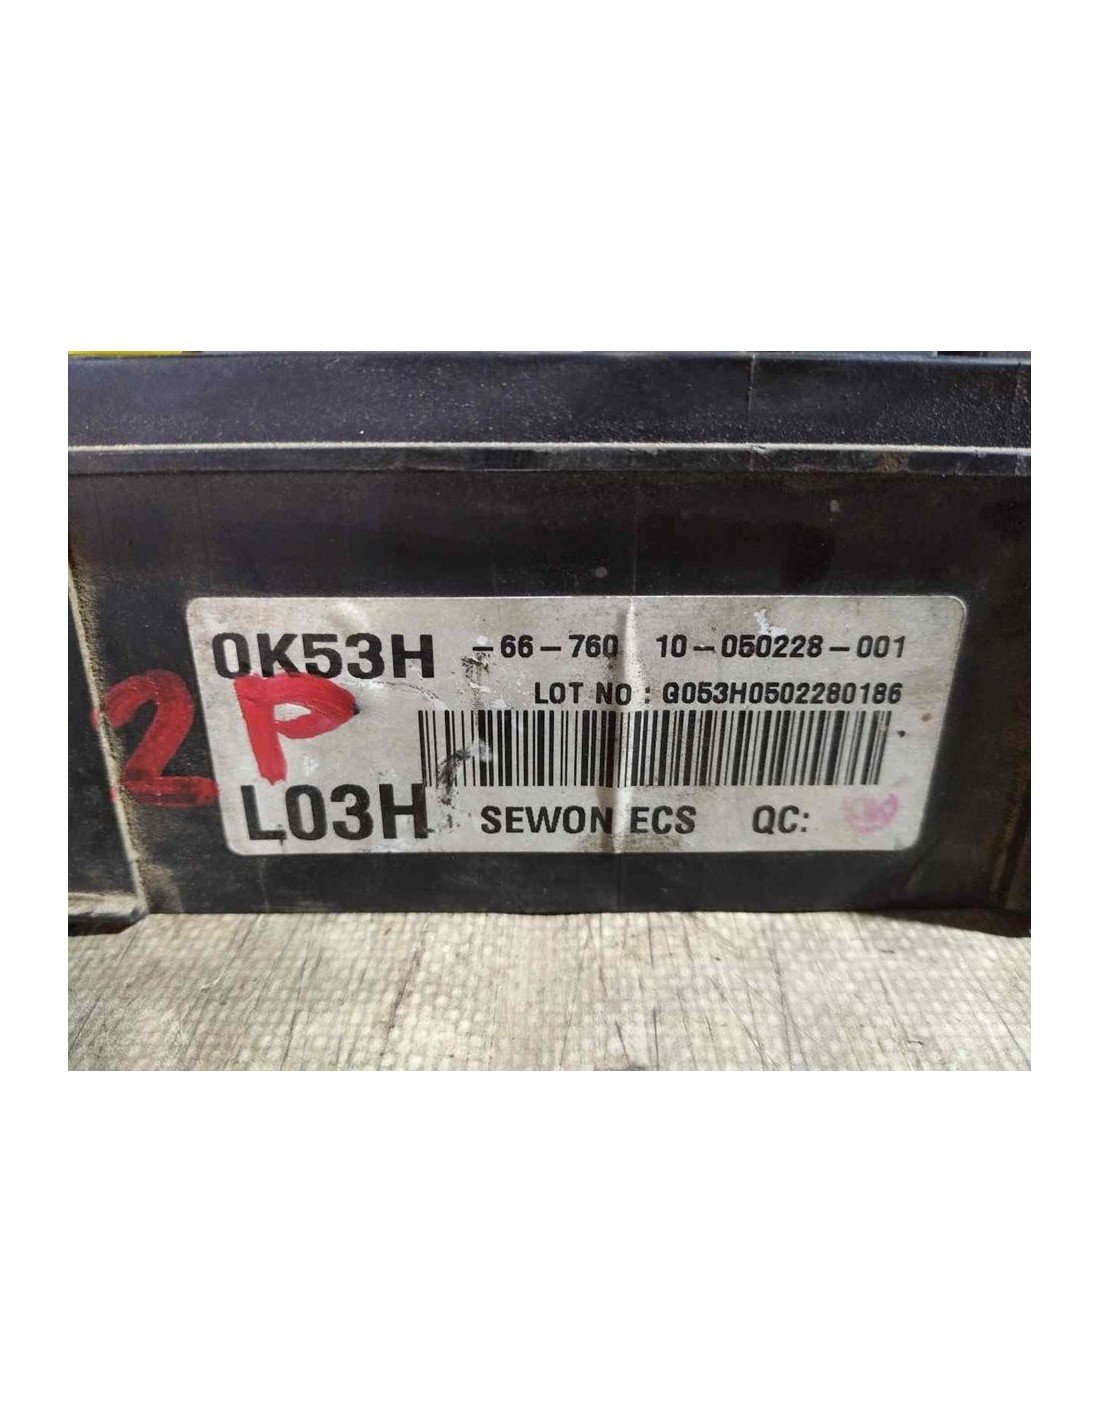 0K53H -66-760 10-050228-001
LOT NO : G053H0502280186
2P
L03H SEWON ECS QC: